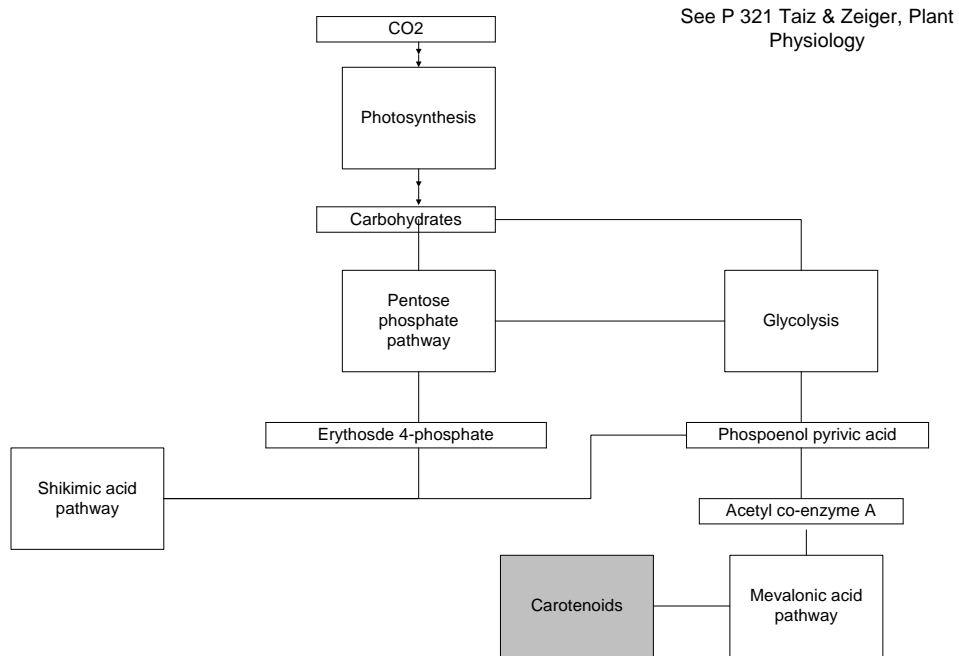 See P 321 Taiz & Zeiger, Plant
Physiology
CO2
Photosynthesis
Carbohydrates
Pentose
phosphate
pathway
Glycolysis
Erythosde 4-phosphate
Phospoenol pyrivic acid
Shikimic acid
pathway
Acetyl co-enzyme A
Carotenoids
Mevalonic acid
pathway